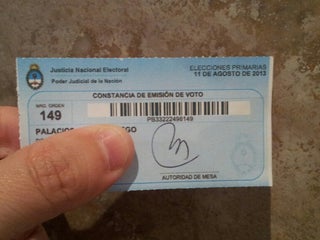 Justicia Nacional Electoral
Poder Judicial de la Nación
ELECCIONES PRIMARIAS
11 DE AGOSTO DE 2013
CONSTANCIA DE EMISIÓN DE VOTO
NRO. ORDEN
149
PB33222498149
PALACIOS
AUTORIDAD DE MESA